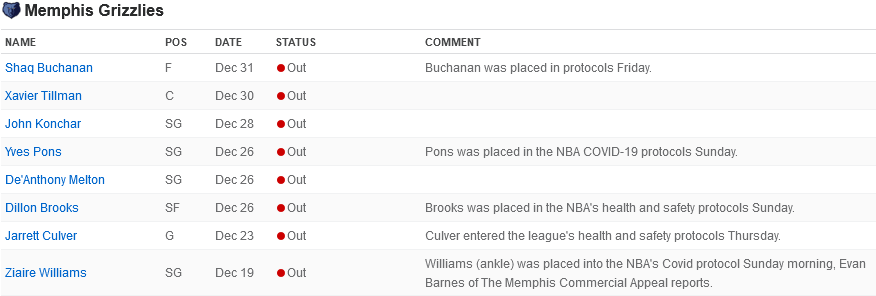 Memphis Grizzlies
NAME POS DATE STATUS COMMENT
Shaq Buchanan F Dec 31 Out Buchanan was placed in protocols Friday.
Xavier Tillman C Dec 30 Out
John Konchar SG Dec 28 Out
Yves Pons SG Dec 26 Out Pons was placed in the NBA COVID-19 protocols Sunday.
De'Anthony Melton SG Dec 26 Out
Dillon Brooks SF Dec 26 Out Brooks was placed in the NBA's health and safety protocols Sunday.
Jarrett Culver G Dec 23 Out Culver entered the league's health and safety protocols Thursday.
Ziaire Williams SG Dec 19 Out Williams (ankle) was placed into the NBA's Covid protocol Sunday morning, Evan
Barnes of The Memphis Commercial Appeal reports.